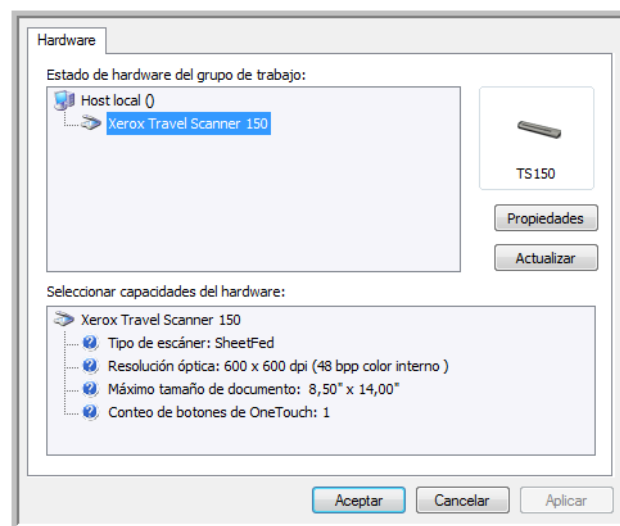 Hardware
Estado de hardware del grupo de trabajo:
Host local ()
Xerox Travel Scanner 150
TS150
Propiedades
Actualizar
Seleccionar capacidades del hardware:
Xerox Travel Scanner 150
Tipo de escáner: SheetFed
Resolución óptica: 600 x 600 dpi (48 bpp color interno )
Máximo tamaño de documento: 8,50" x 14,00"
Conteo de botones de OneTouch: 1
Aceptar
Cancelar
Aplicar